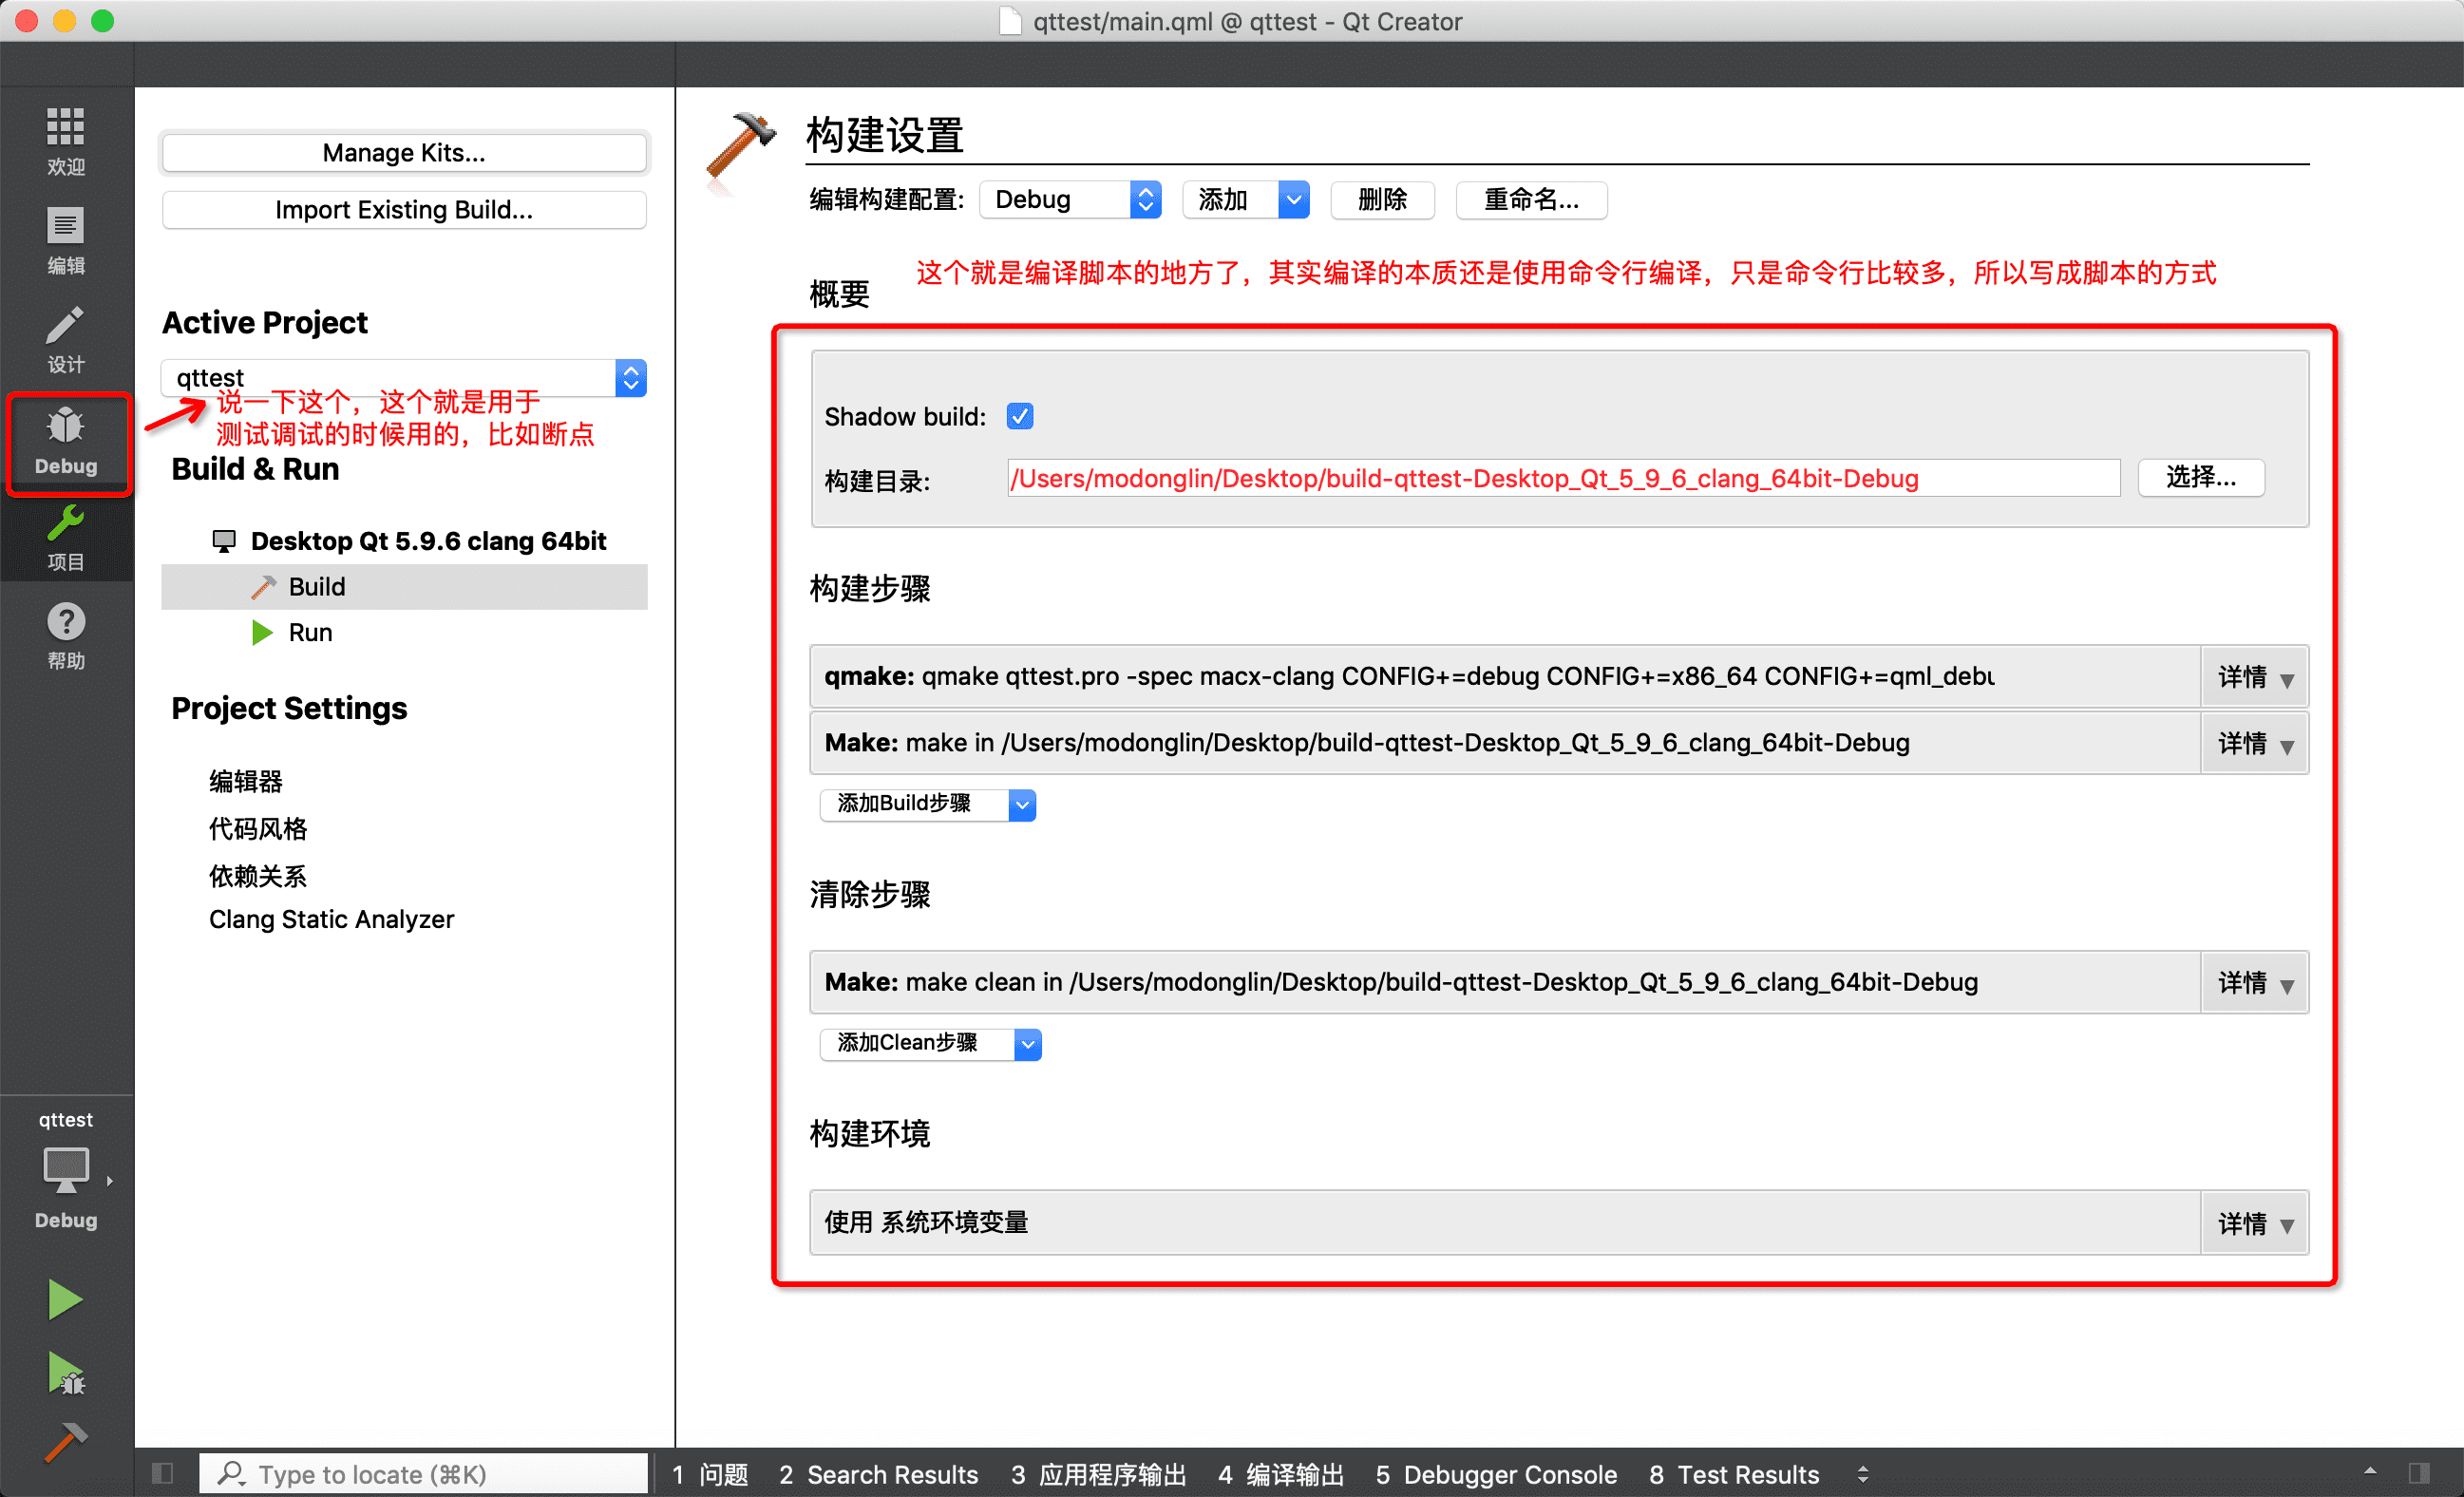 qttest/main.qml @ qttest - Qt Creator
欢迎
编辑
设计
Debug
项目
帮助
qttest
Debug
Manage Kits...
Import Existing Build...
Active Project
qttest
说一下这个，这个就是用于
测试调试的时候用的，比如断点
Build & Run
Desktop Qt 5.9.6 clang 64bit
Build
Run
Project Settings
编辑器
代码风格
依赖关系
Clang Static Analyzer
构建设置
编辑构建配置: Debug 添加 删除 重命名...
这个就是编译脚本的地方了，其实编译的本质还是使用命令行编译，只是命令行比较多，所以写成脚本的方式
概要
Shadow build:
构建目录: /Users/modonglin/Desktop/build-qttest-Desktop_Qt_5_9_6_clang_64bit-Debug 选择...
构建步骤
qmake: qmake qttest.pro -spec macx-clang CONFIG+=debug CONFIG+=x86_64 CONFIG+=qml_debu 详情
Make: make in /Users/modonglin/Desktop/build-qttest-Desktop_Qt_5_9_6_clang_64bit-Debug 详情
添加Build步骤
清除步骤
Make: make clean in /Users/modonglin/Desktop/build-qttest-Desktop_Qt_5_9_6_clang_64bit-Debug 详情
添加Clean步骤
构建环境
使用 系统环境变量 详情
Type to locate (⌘K) 1 问题 2 Search Results 3 应用程序输出 4 编译输出 5 Debugger Console 8 Test Results